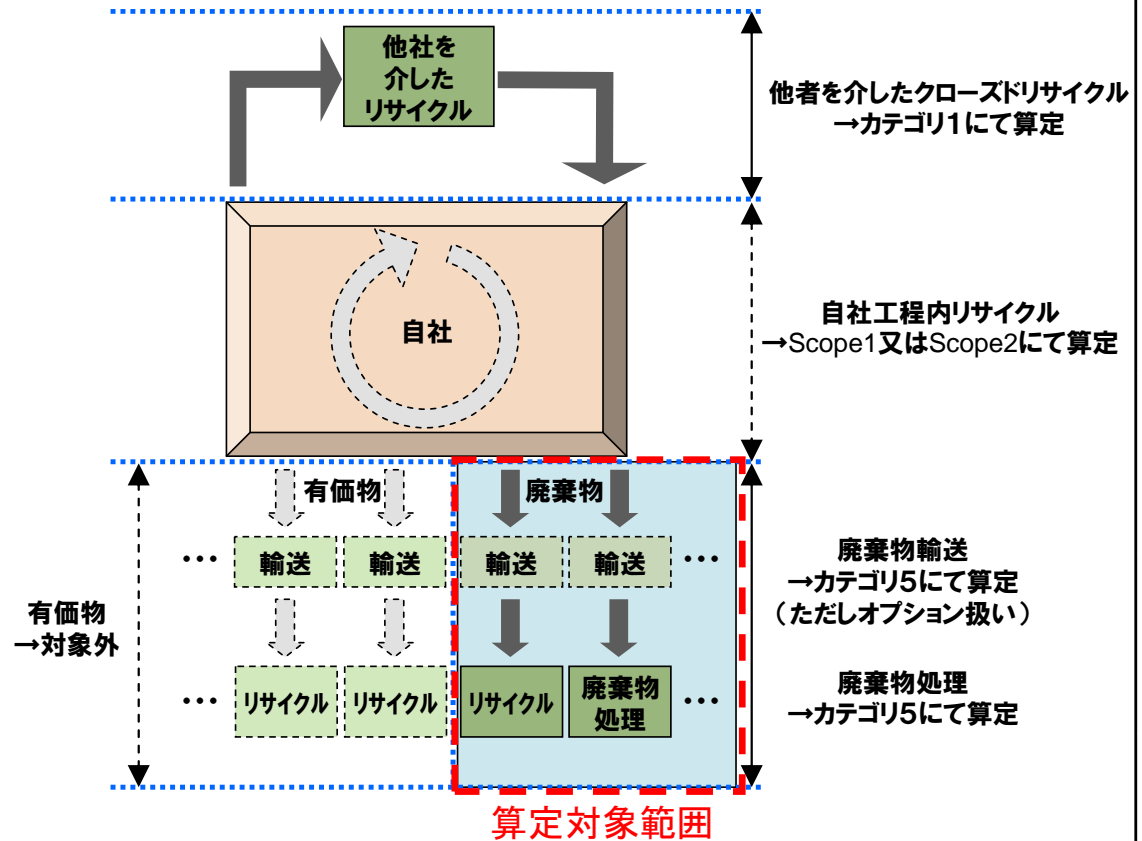 他社を
介した
リサイクル
他者を介したクローズドリサイクル
→カテゴリ1にて算定
自社
自社工程内リサイクル
→Scope1又はScope2にて算定
有価物
廃棄物
… 輸送 輸送 輸送 輸送 …
廃棄物輸送
→カテゴリ5にて算定
(ただしオプション扱い)
有価物
→対象外
… リサイクル リサイクル リサイクル 廃棄物
処理 …
廃棄物処理
→カテゴリ5にて算定
算定対象範囲